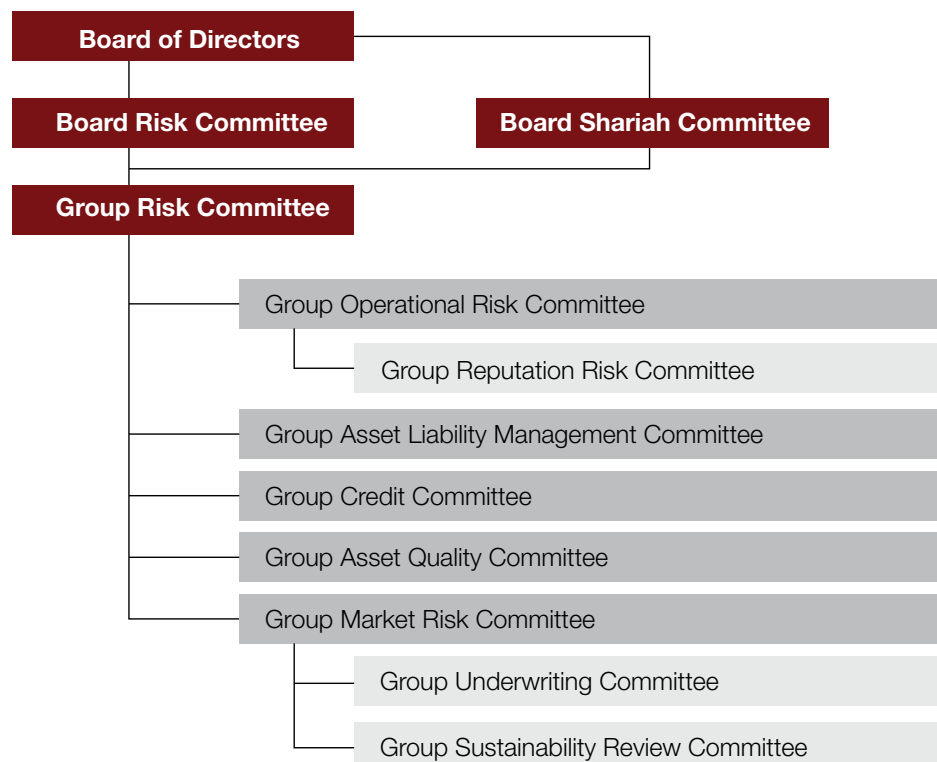 Board of Directors
Board Risk Committee
Board Shariah Committee
Group Risk Committee
Group Operational Risk Committee
Group Reputation Risk Committee
Group Asset Liability Management Committee
Group Credit Committee
Group Asset Quality Committee
Group Market Risk Committee
Group Underwriting Committee
Group Sustainability Review Committee